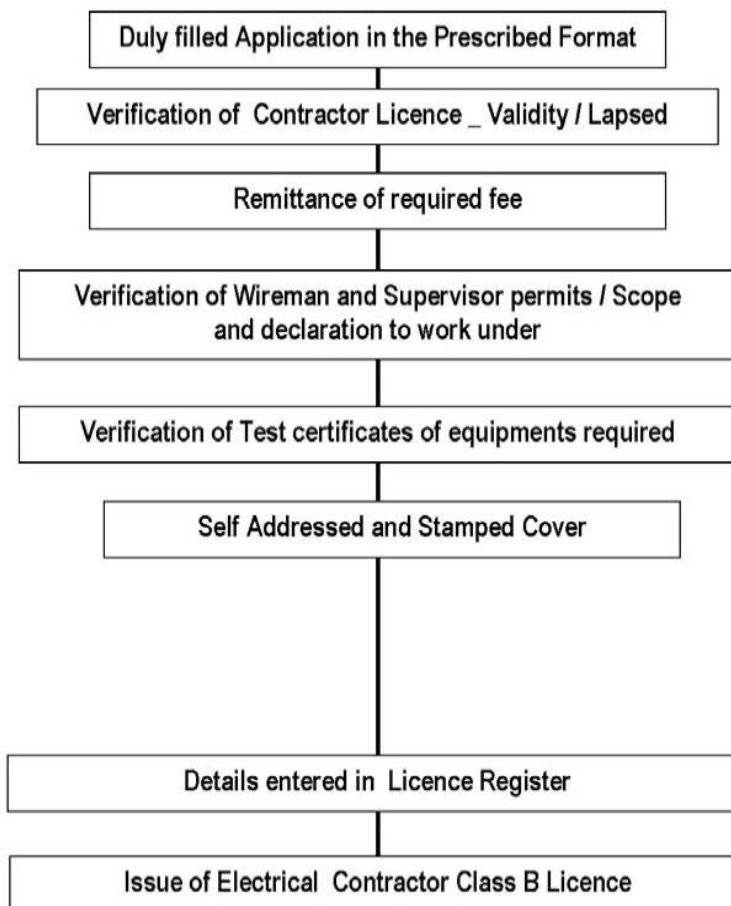 Duly filled Application in the Prescribed Format
Verification of Contractor Licence _ Validity / Lapsed
Remittance of required fee
Verification of Wireman and Supervisor permits / Scope
and declaration to work under
Verification of Test certificates of equipments required
Self Addressed and Stamped Cover
Details entered in Licence Register
Issue of Electrical Contractor Class B Licence